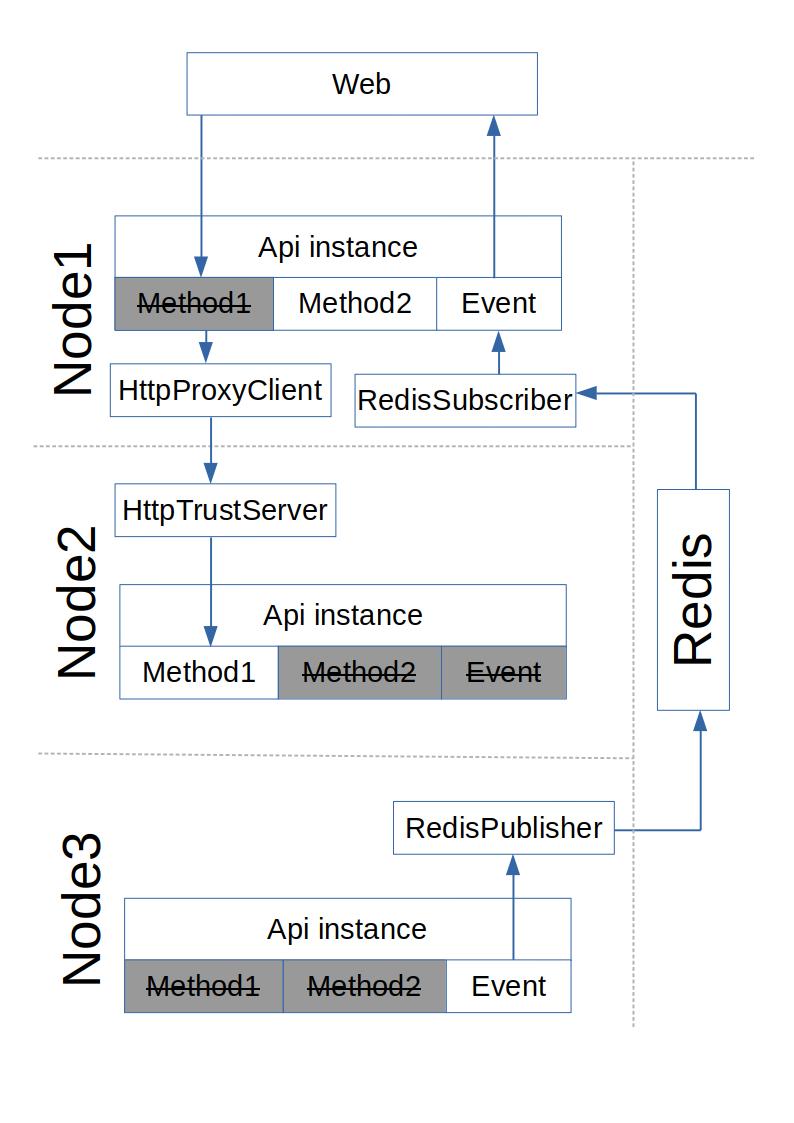 Web
Node1
Api instance
Method1 Method2 Event
HttpProxyClient
RedisSubscriber
Node2
HttpTrustServer
Api instance
Method1 Method2 Event
Redis
Node3
RedisPublisher
Api instance
Method1 Method2 Event